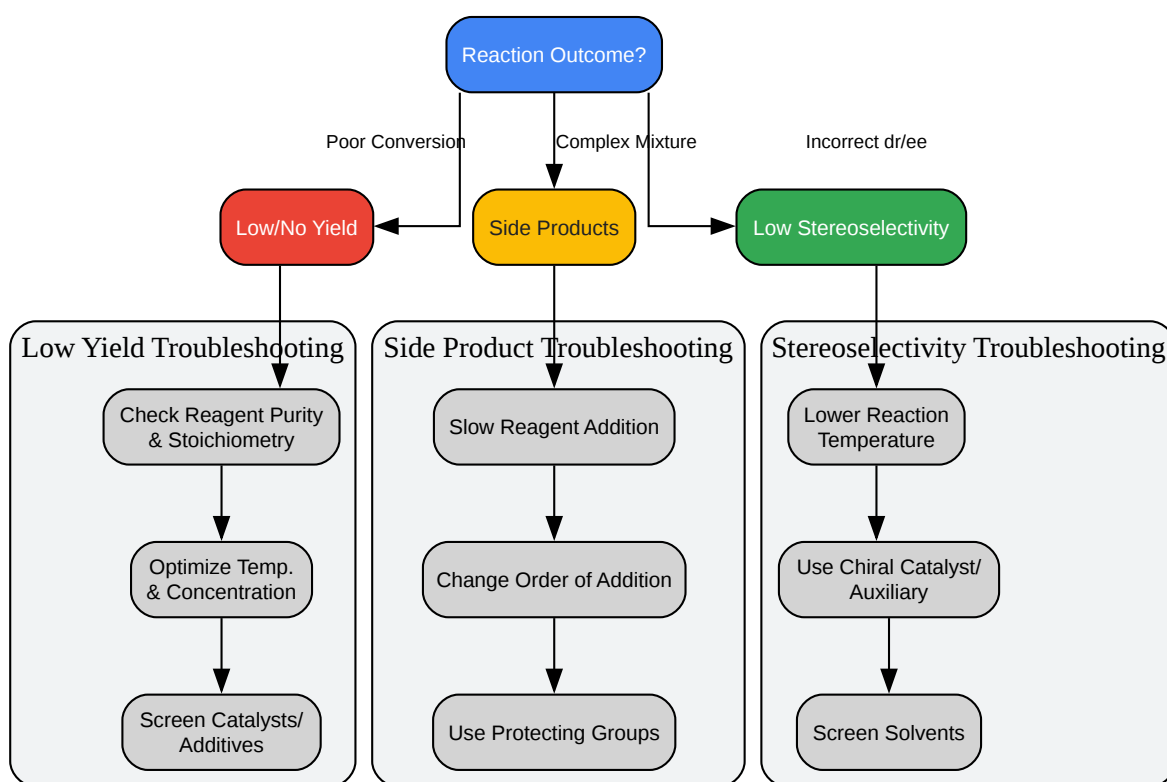 Reaction Outcome?
Poor Conversion
Complex Mixture
Incorrect dr/ee
Low/No Yield
Side Products
Low Stereoselectivity
Low Yield Troubleshooting
Check Reagent Purity
& Stoichiometry
Optimize Temp.
& Concentration
Screen Catalysts/
Additives
Side Product Troubleshooting
Slow Reagent Addition
Change Order of Addition
Use Protecting Groups
Stereoselectivity Troubleshooting
Lower Reaction
Temperature
Use Chiral Catalyst/
Auxiliary
Screen Solvents